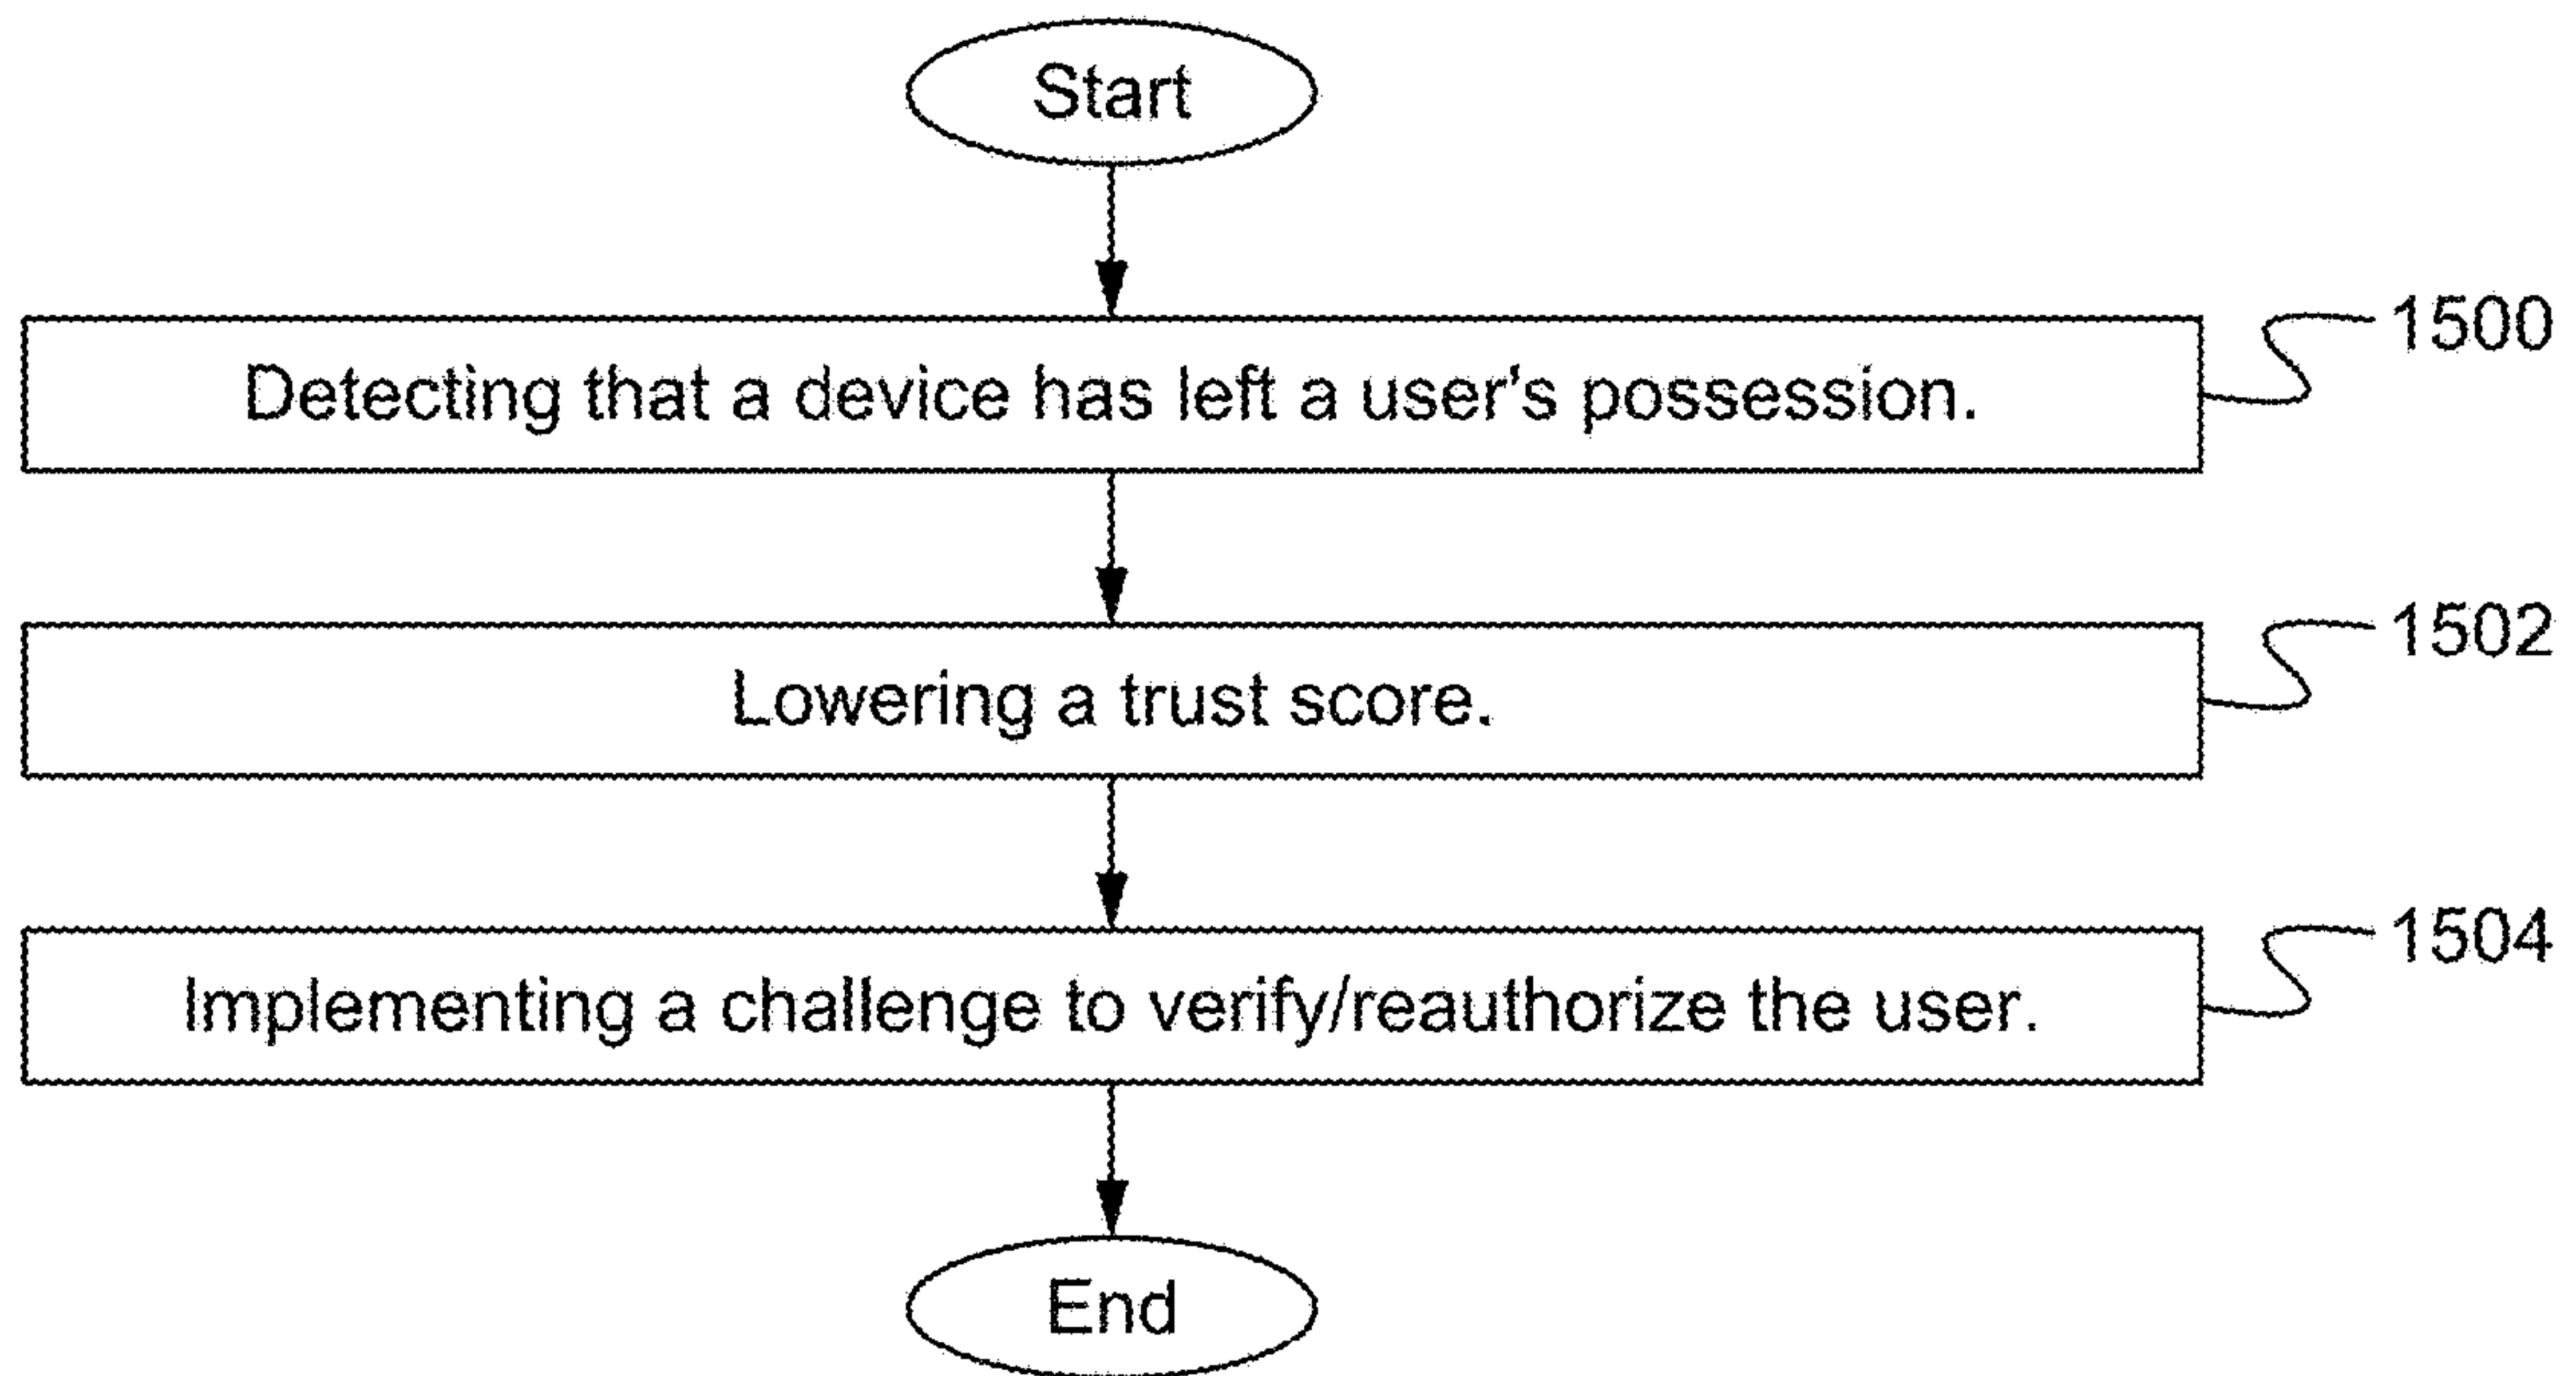 Start
1500
Detecting that a device has left a user's possession.
1502
Lowering a trust score.
1504
Implementing a challenge to verify/reauthorize the user.
End